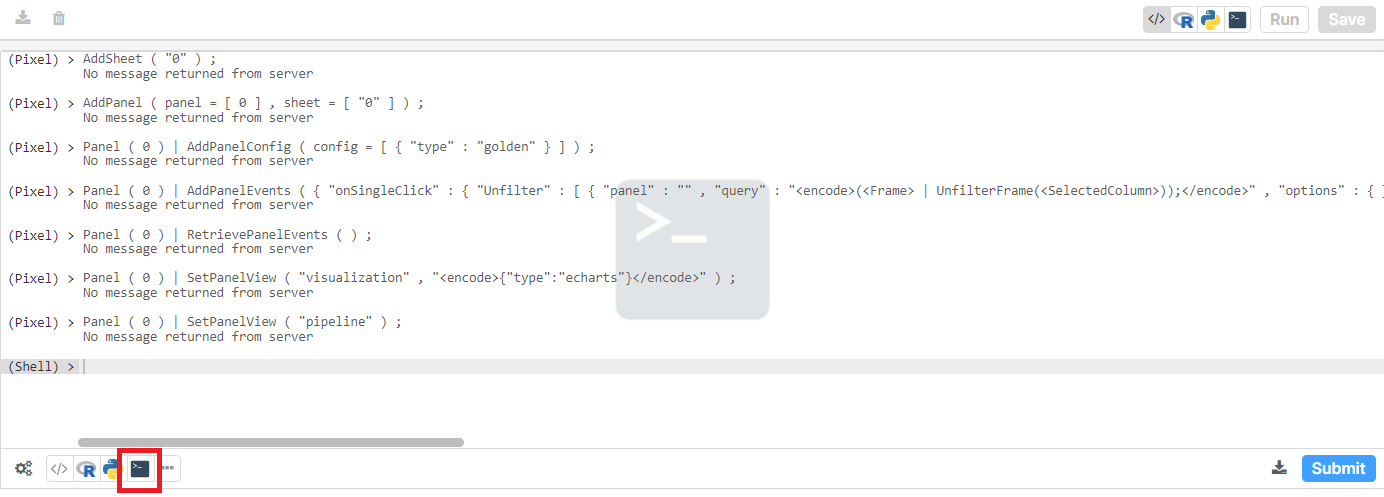 Run Save
(Pixel) > AddSheet ( "0" ) ;
No message returned from server
(Pixel) > AddPanel ( panel = [ 0 ] , sheet = [ "0" ] ) ;
No message returned from server
(Pixel) > Panel ( 0 ) | AddPanelConfig ( config = [ { "type" : "golden" } ] ) ;
No message returned from server
(Pixel) > Panel ( 0 ) | AddPanelEvents ( { "onSingleClick" : { "Unfilter" : [ { "panel" : "" , "query" : "<encode>(<Frame> | UnfilterFrame(<SelectedColumn>));</encode>" , "options" : { }
No message returned from server
(Pixel) > Panel ( 0 ) | RetrievePanelEvents ( ) ;
No message returned from server
(Pixel) > Panel ( 0 ) | SetPanelView ( "visualization" , "<encode>{"type":"echarts"}</encode>" ) ;
No message returned from server
(Pixel) > Panel ( 0 ) | SetPanelView ( "pipeline" ) ;
No message returned from server
(Shell) >
Submit